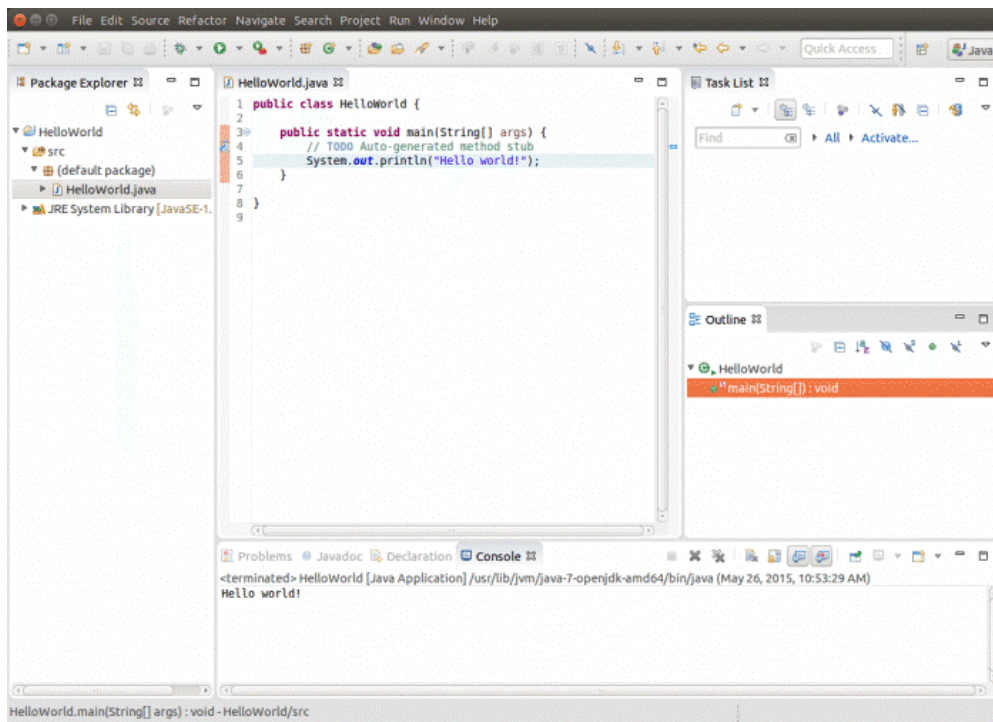 File Edit Source Refactor Navigate Search Project Run Window Help
Quick Access
Java
Package Explorer
HelloWorld
src
(default package)
HelloWorld.java
JRE System Library [JavaSE-1.
HelloWorld.java
1 public class HelloWorld {
2
3 public static void main(String[] args) {
4 // TODO Auto-generated method stub
5 System.out.println("Hello world!");
6 }
7
8 }
9
Task List
Find
All
Activate...
Outline
HelloWorld
main(String[]) : void
Problems Javadoc Declaration Console
<terminated> HelloWorld [Java Application] /usr/lib/jvm/java-7-openjdk-amd64/bin/java (May 26, 2015, 10:53:29 AM)
Hello world!
HelloWorld.main(String[] args) : void - HelloWorld/src